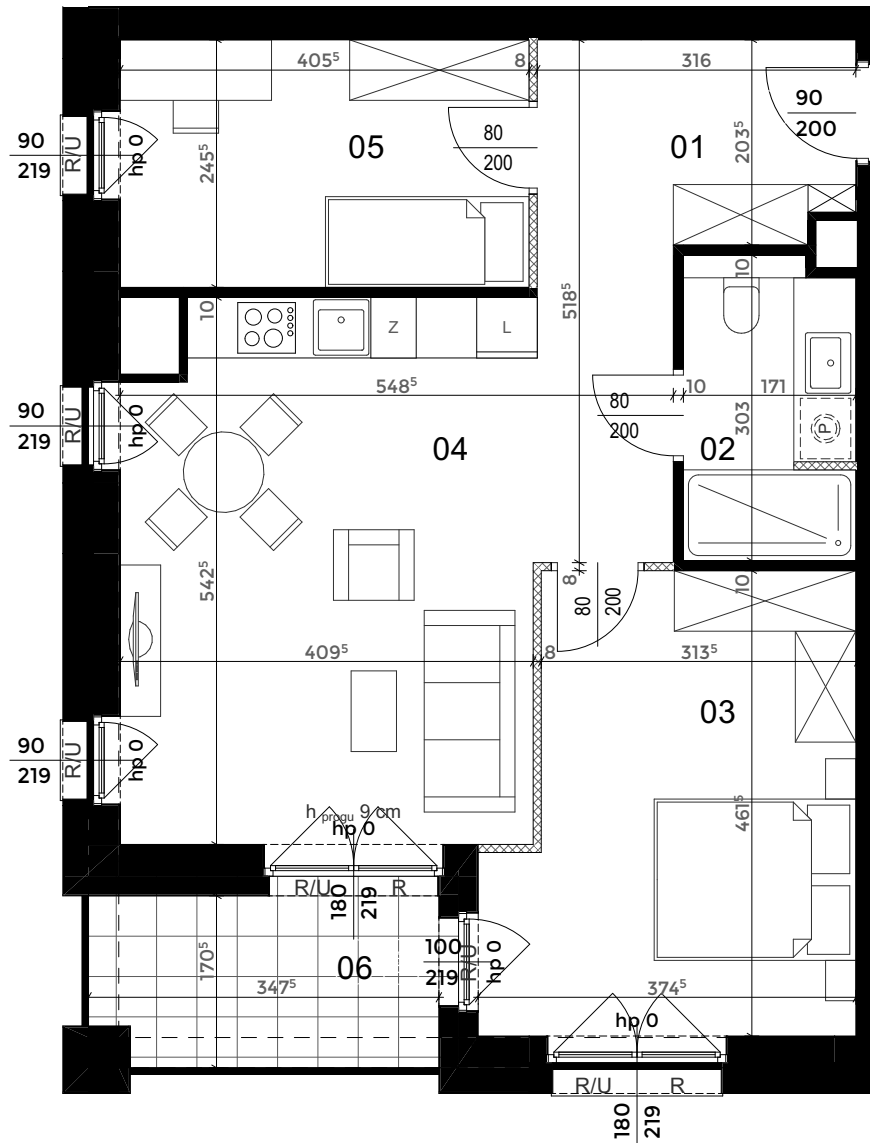 405⁵
8
316
90
200
80
200
05
01
203⁵
90
219
R/U
hp 0
245⁵
10
10
518⁵
Z
L
548⁵
10
171
90
219
R/U
hp 0
80
200
303
P
04
02
542⁵
8
80
200
10
409⁵
8
313⁵
03
90
219
R/U
hp 0
h progu 9 cm
hp 0
461⁵
R/U
R
180
219
170⁵
06
100
219
R/U
hp 0
347⁵
374⁵
hp 0
R/U
R
180
219